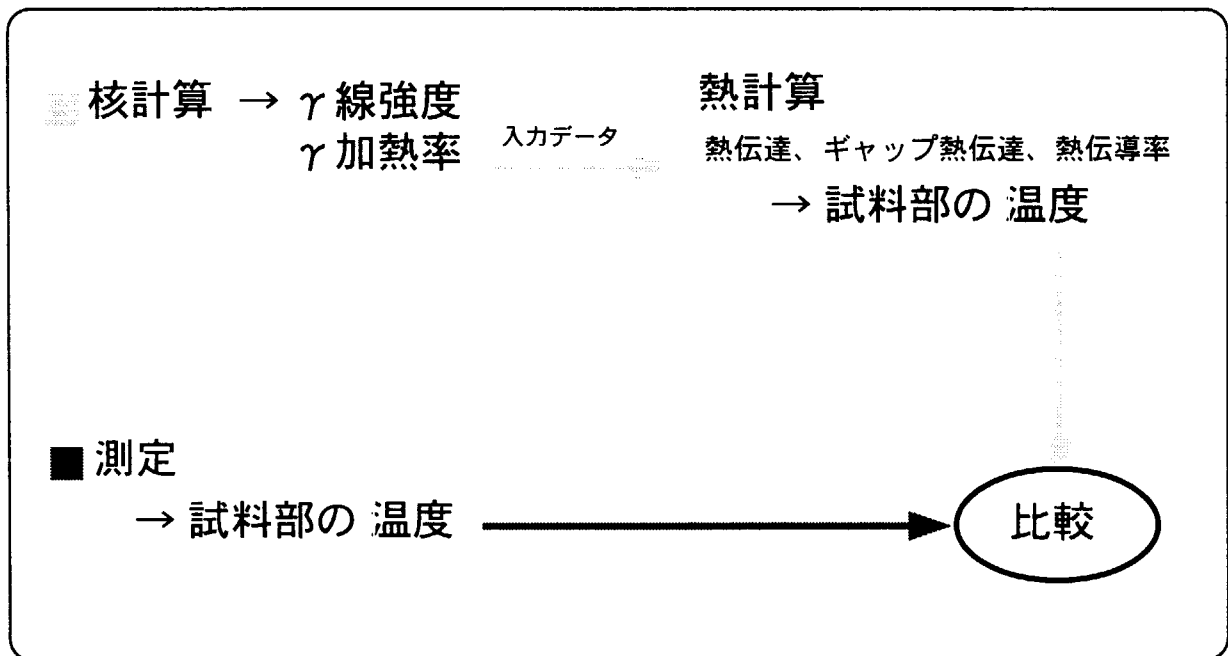 核計算 → γ線強度
γ加熱率
入力データ
熱計算
熱伝達、ギャップ熱伝達、熱伝導率
→ 試料部の 温度
■ 測定
→ 試料部の 温度
比較